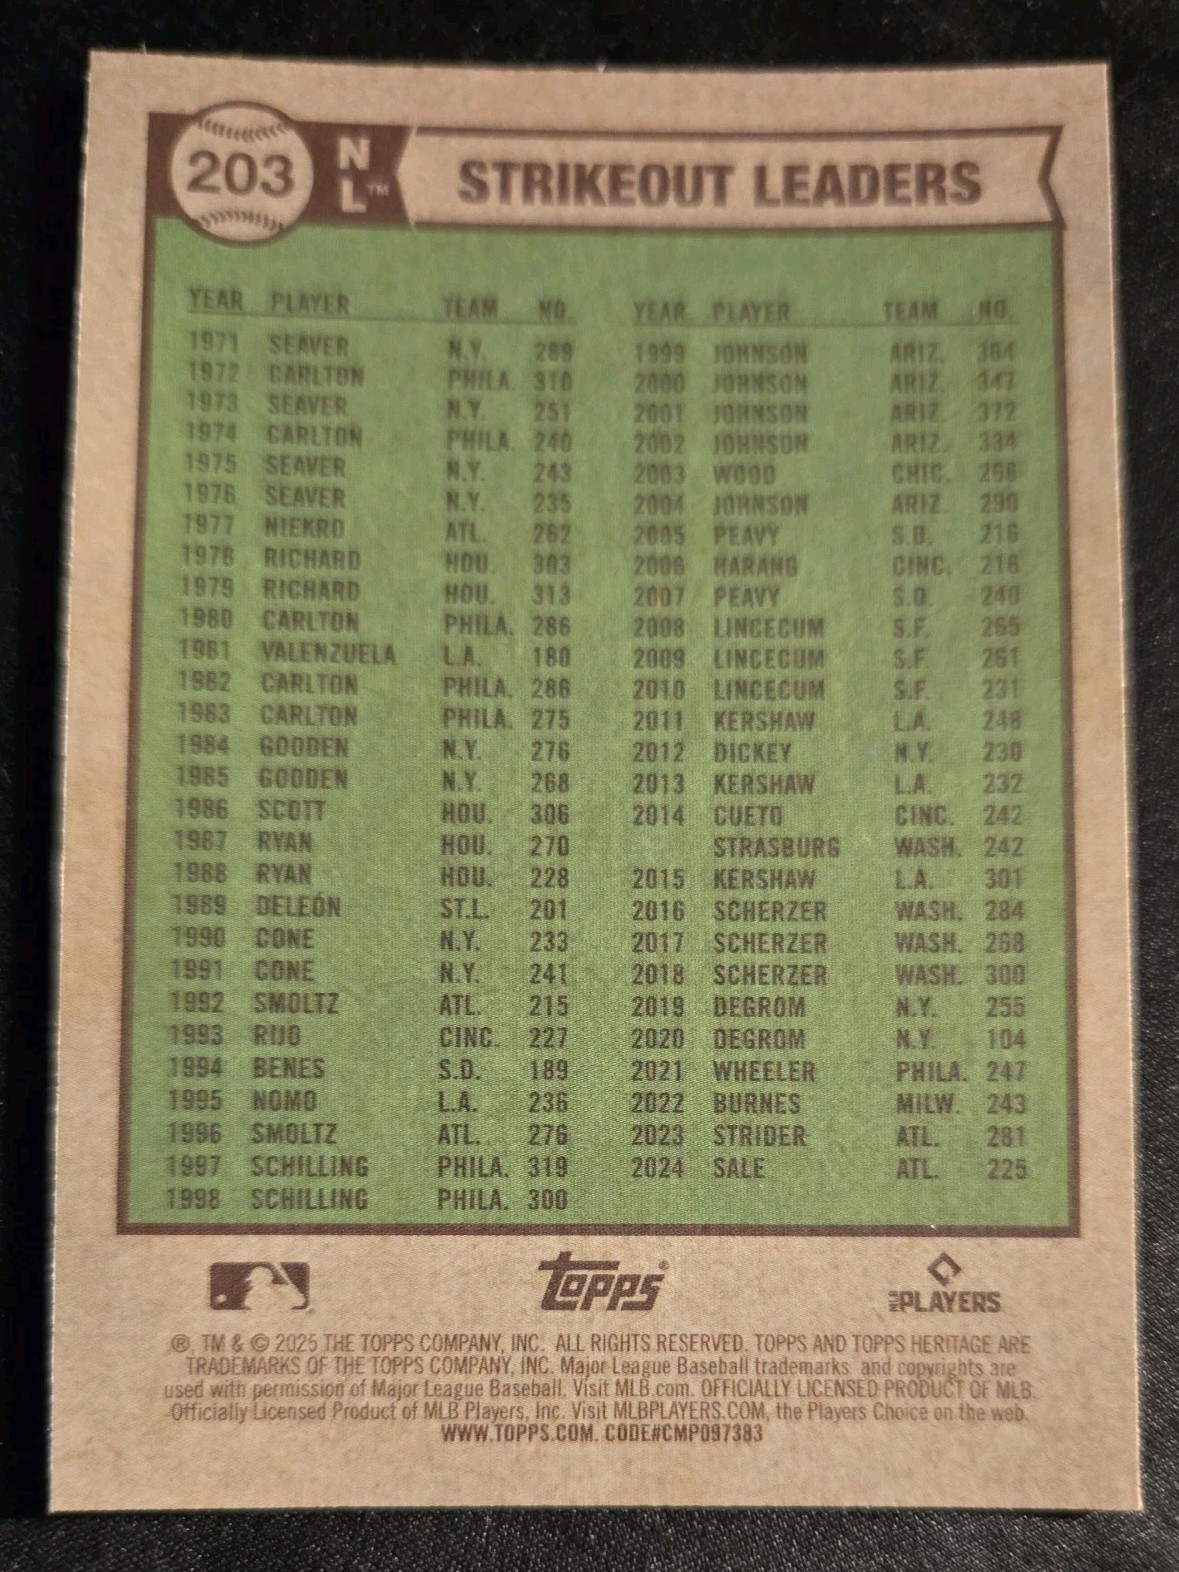 203
NL™
STRIKEOUT LEADERS
YEAR PLAYER TEAM NO.
1971 SEAVER N.Y. 289
1972 CARLTON PHILA. 310
1973 SEAVER N.Y. 251
1974 CARLTON PHILA. 240
1975 SEAVER N.Y. 243
1976 SEAVER N.Y. 235
1977 NIEKRO ATL. 262
1978 RICHARD HOU. 303
1979 RICHARD HOU. 313
1980 CARLTON PHILA. 286
1981 VALENZUELA L.A. 180
1982 CARLTON PHILA. 286
1983 CARLTON PHILA. 275
1984 GOODEN N.Y. 276
1985 GOODEN N.Y. 268
1986 SCOTT HOU. 306
1987 RYAN HOU. 270
1988 RYAN HOU. 228
1989 DELEÓN ST.L. 201
1990 CONE N.Y. 233
1991 CONE N.Y. 241
1992 SMOLTZ ATL. 215
1993 RIJO CINC. 227
1994 BENES S.D. 189
1995 NOMO L.A. 236
1996 SMOLTZ ATL. 276
1997 SCHILLING PHILA. 319
1998 SCHILLING PHILA. 300
YEAR PLAYER TEAM NO.
1999 JOHNSON ARIZ. 364
2000 JOHNSON ARIZ. 347
2001 JOHNSON ARIZ. 372
2002 JOHNSON ARIZ. 334
2003 WOOD CHIC. 266
2004 JOHNSON ARIZ. 290
2005 PEAVY S.D. 216
2006 HARANG CINC. 216
2007 PEAVY S.D. 240
2008 LINCECUM S.F. 265
2009 LINCECUM S.F. 261
2010 LINCECUM S.F. 231
2011 KERSHAW L.A. 248
2012 DICKEY N.Y. 230
2013 KERSHAW L.A. 232
2014 CUETO CINC. 242
STRASBURG WASH. 242
2015 KERSHAW L.A. 301
2016 SCHERZER WASH. 284
2017 SCHERZER WASH. 268
2018 SCHERZER WASH. 300
2019 DEGROM N.Y. 255
2020 DEGROM N.Y. 104
2021 WHEELER PHILA. 247
2022 BURNES MILW. 243
2023 STRIDER ATL. 281
2024 SALE ATL. 225
topps®
MLB PLAYERS
®, TM & © 2025 THE TOPPS COMPANY, INC. ALL RIGHTS RESERVED. TOPPS AND TOPPS HERITAGE ARE
TRADEMARKS OF THE TOPPS COMPANY, INC. Major League Baseball trademarks and copyrights are
used with permission of Major League Baseball. Visit MLB.com. OFFICIALLY LICENSED PRODUCT OF MLB.
Officially Licensed Product of MLB Players, Inc. Visit MLBPLAYERS.COM, the Players Choice on the web.
WWW.TOPPS.COM. CODE#CMP097383